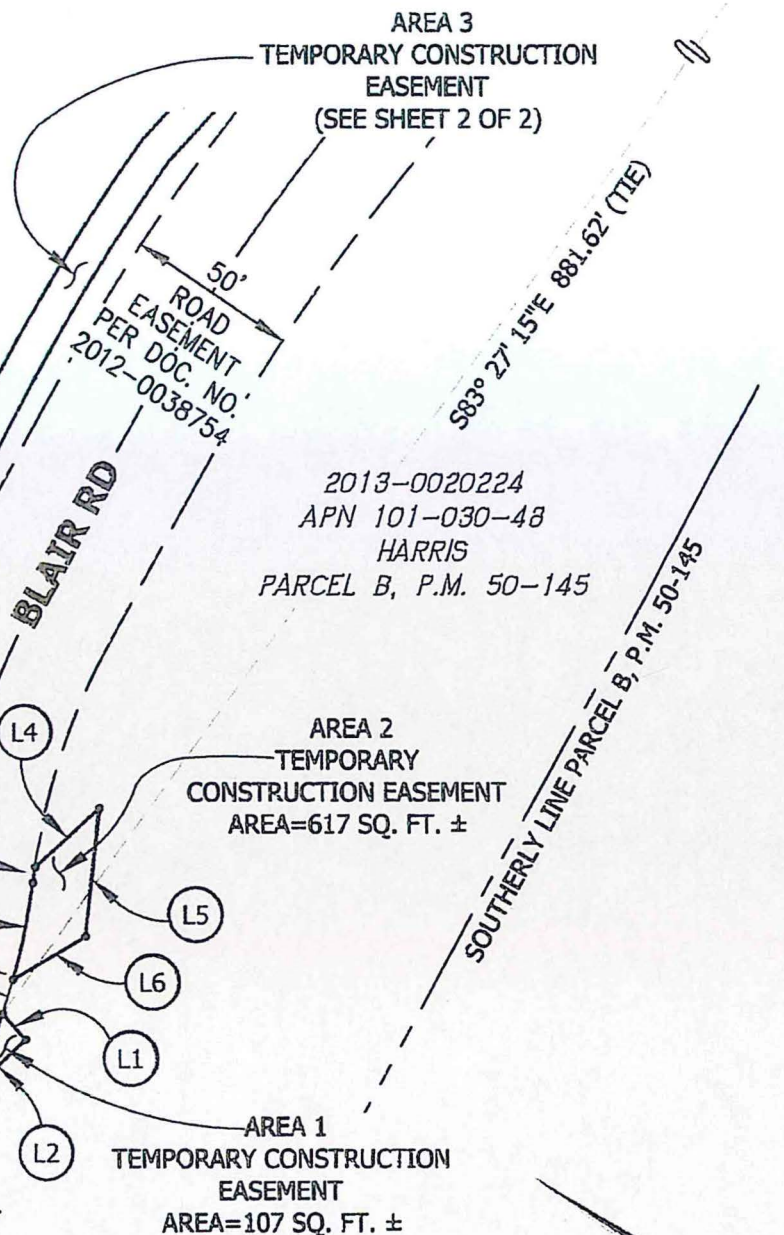 AREA 3
TEMPORARY CONSTRUCTION
EASEMENT
(SEE SHEET 2 OF 2)
50'
ROAD
EASEMENT
PER DOC. NO.
2012-0038754
S83° 27' 15"E 881.62' (TIE)
BLAIR RD
2013-0020224
APN 101-030-48
HARRIS
PARCEL B, P.M. 50-145
SOUTHERLY LINE PARCEL B, P.M. 50-145
L4
AREA 2
TEMPORARY
CONSTRUCTION EASEMENT
AREA=617 SQ. FT. ±
L5
L6
L1
L2
AREA 1
TEMPORARY CONSTRUCTION
EASEMENT
AREA=107 SQ. FT. ±